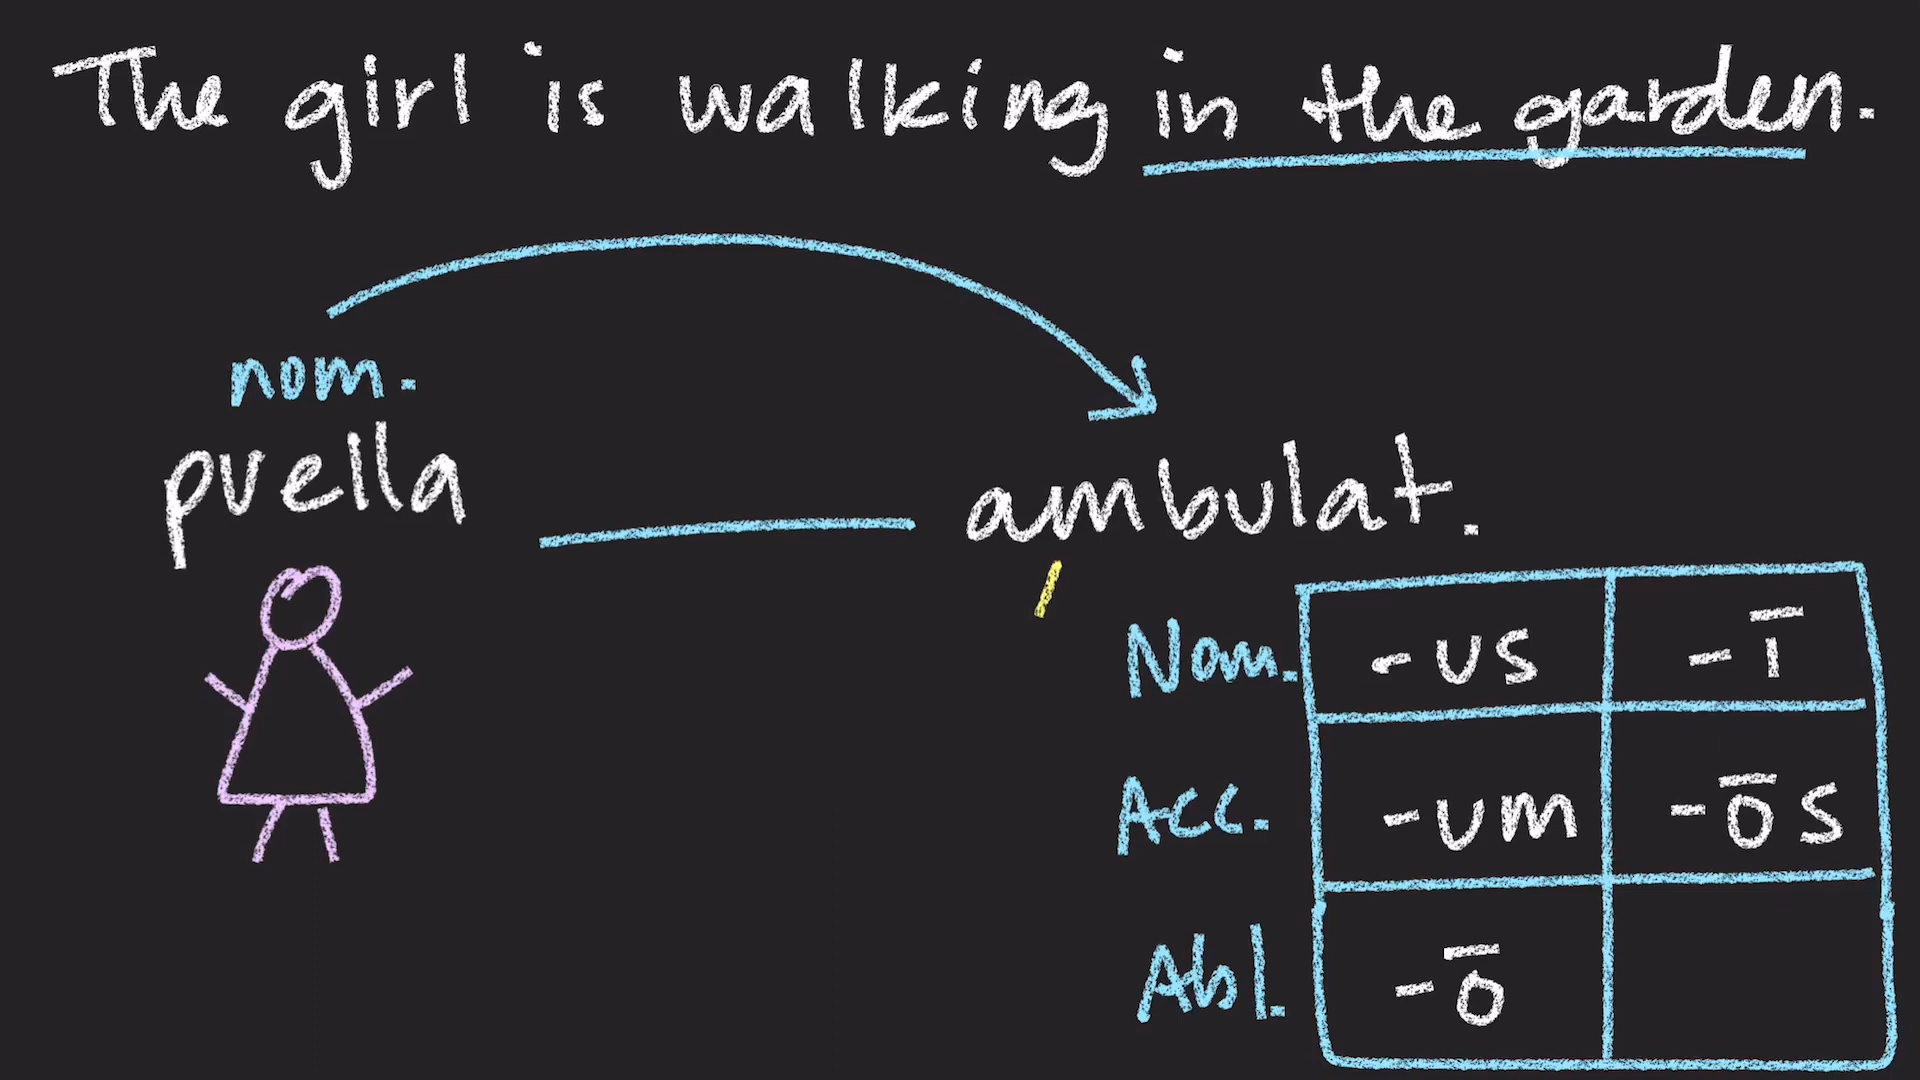 The girl is walking in the garden.
nom.
puella ambulat.
Nom. -us -ī
Acc. -um -ōs
Abl. -ō